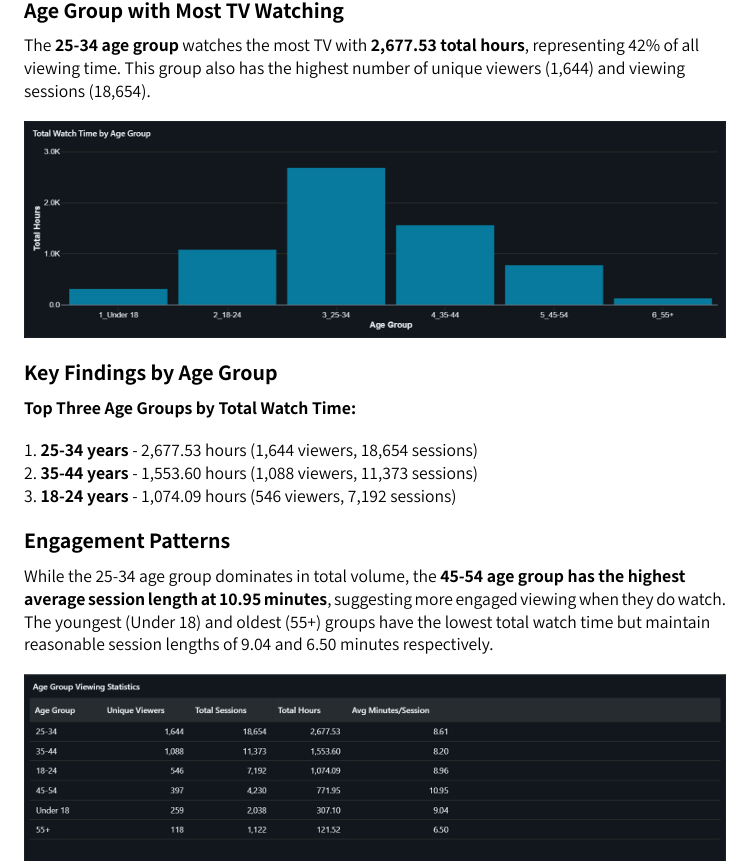 Age Group with Most TV Watching
The 25-34 age group watches the most TV with 2,677.53 total hours, representing 42% of all
viewing time. This group also has the highest number of unique viewers (1,644) and viewing
sessions (18,654).
Total Watch Time by Age Group
3.0K
2.0K
1.0K
0.0
Total Hours
1_Under 18
2_18-24
3_25-34
4_35-44
5_45-54
6_55+
Age Group
Key Findings by Age Group
Top Three Age Groups by Total Watch Time:
1. 25-34 years - 2,677.53 hours (1,644 viewers, 18,654 sessions)
2. 35-44 years - 1,553.60 hours (1,088 viewers, 11,373 sessions)
3. 18-24 years - 1,074.09 hours (546 viewers, 7,192 sessions)
Engagement Patterns
While the 25-34 age group dominates in total volume, the 45-54 age group has the highest
average session length at 10.95 minutes, suggesting more engaged viewing when they do watch.
The youngest (Under 18) and oldest (55+) groups have the lowest total watch time but maintain
reasonable session lengths of 9.04 and 6.50 minutes respectively.
Age Group Viewing Statistics
Age Group Unique Viewers Total Sessions Total Hours Avg Minutes/Session
25-34 1,644 18,654 2,677.53 8.61
35-44 1,088 11,373 1,553.60 8.20
18-24 546 7,192 1,074.09 8.96
45-54 397 4,230 771.95 10.95
Under 18 259 2,038 307.10 9.04
55+ 118 1,122 121.52 6.50